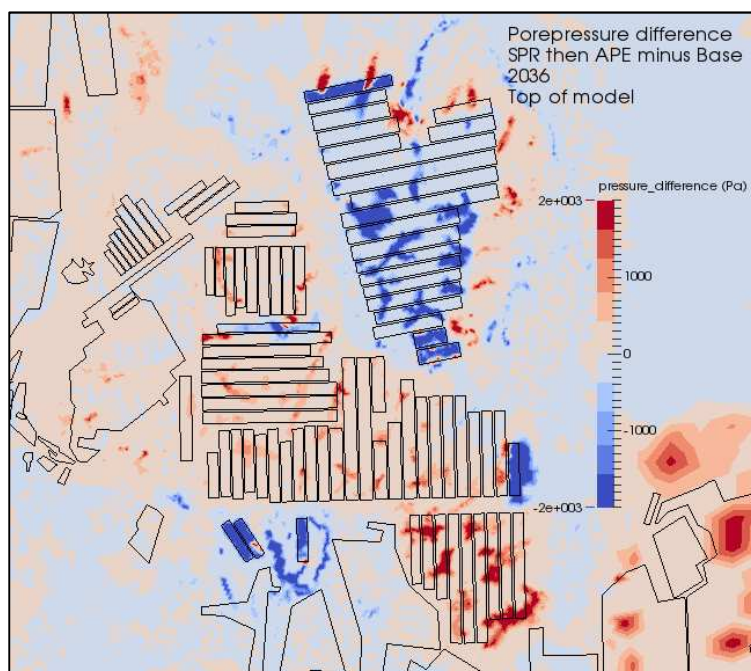 Porepressure difference
SPR then APE minus Base
2036
Top of model
pressure_difference (Pa)
2e+003
1000
0
-1000
-2e+003